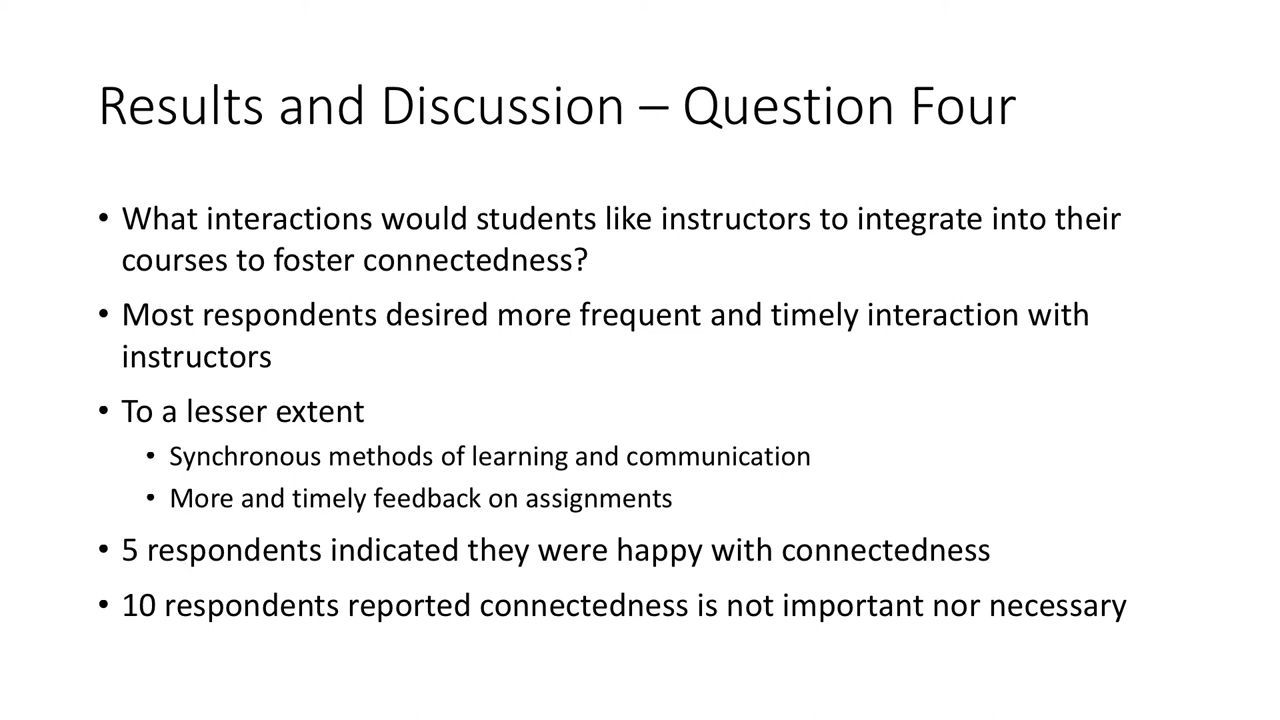 Results and Discussion – Question Four
• What interactions would students like instructors to integrate into their
courses to foster connectedness?
• Most respondents desired more frequent and timely interaction with
instructors
• To a lesser extent
• Synchronous methods of learning and communication
• More and timely feedback on assignments
• 5 respondents indicated they were happy with connectedness
• 10 respondents reported connectedness is not important nor necessary